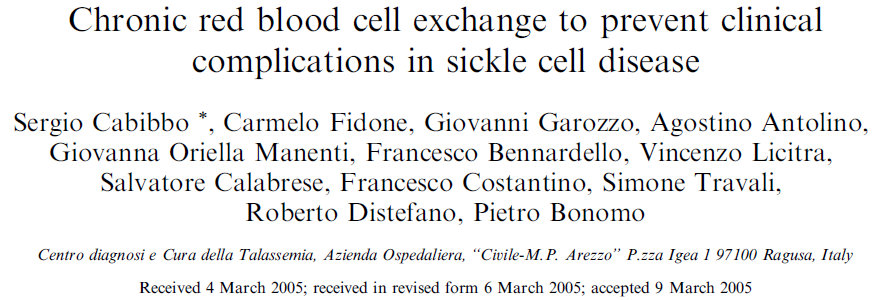 Chronic red blood cell exchange to prevent clinical
complications in sickle cell disease
Sergio Cabibbo *, Carmelo Fidone, Giovanni Garozzo, Agostino Antolino,
Giovanna Oriella Manenti, Francesco Bennardello, Vincenzo Licitra,
Salvatore Calabrese, Francesco Costantino, Simone Travali,
Roberto Distefano, Pietro Bonomo
Centro diagnosi e Cura della Talassemia, Azienda Ospedaliera, “Civile-M.P. Arezzo” P.zza Igea 1 97100 Ragusa, Italy
Received 4 March 2005; received in revised form 6 March 2005; accepted 9 March 2005